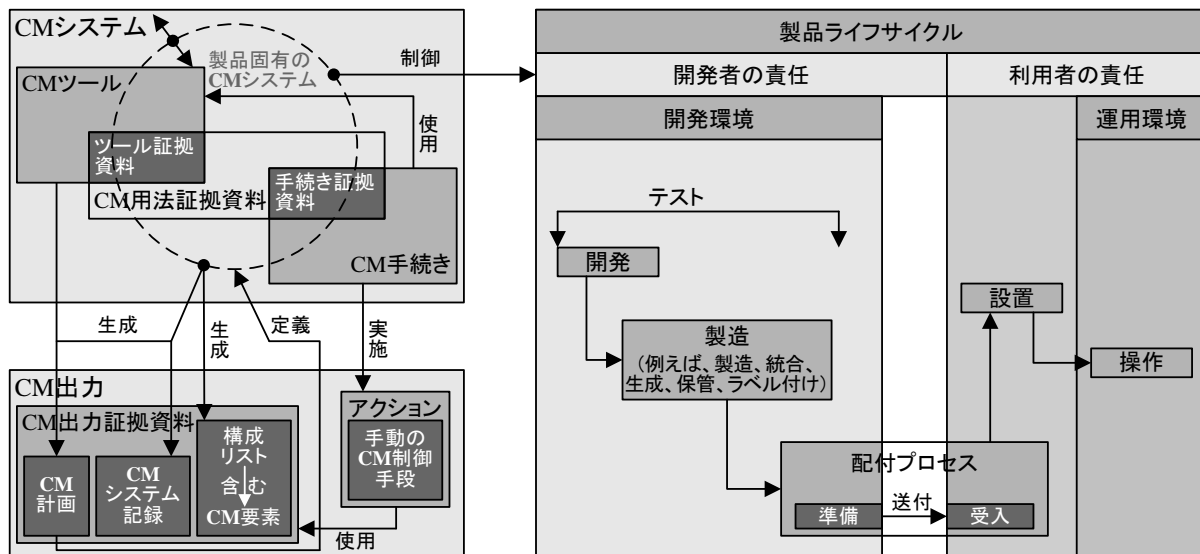 CMシステム
製品固有の
CMシステム
CMツール
使用
ツール証拠
資料
手続き証拠
資料
CM用法証拠資料
CM手続き
制御
生成
生成
定義
実施
CM出力
CM出力証拠資料
CM
計画
CM
システム
記録
構成
リスト
含む
CM要素
アクション
手動の
CM制御
手段
使用
製品ライフサイクル
開発者の責任
利用者の責任
開発環境
運用環境
テスト
開発
製造
(例えば、製造、統合、
生成、保管、ラベル付け)
設置
操作
配付プロセス
準備
送付
受入